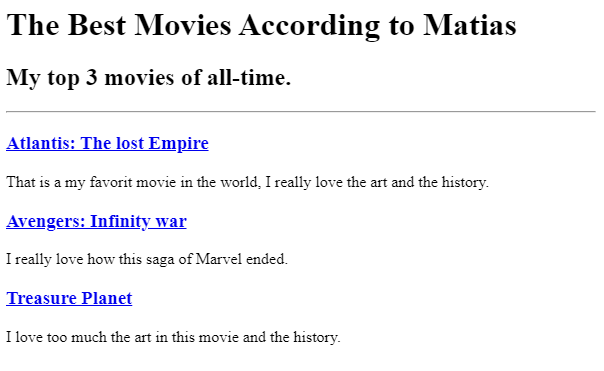 The Best Movies According to Matias
My top 3 movies of all-time.
Atlantis: The lost Empire
That is a my favorit movie in the world, I really love the art and the history.
Avengers: Infinity war
I really love how this saga of Marvel ended.
Treasure Planet
I love too much the art in this movie and the history.